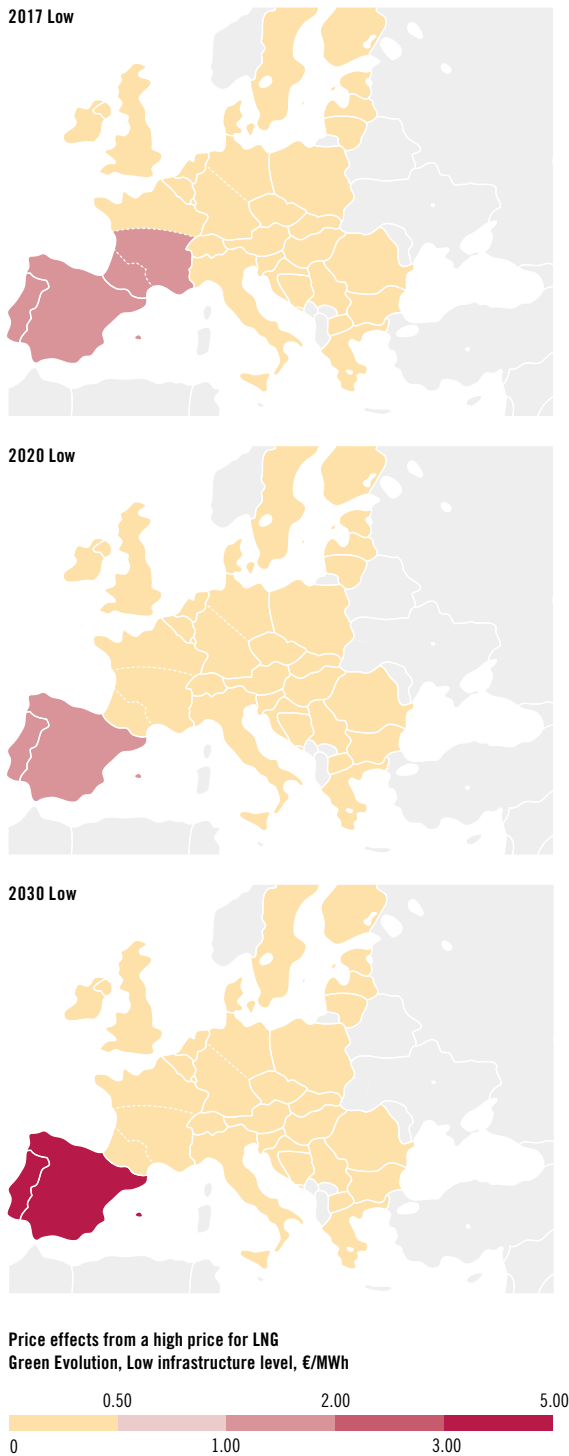 2017 Low
2020 Low
2030 Low
Price effects from a high price for LNG
Green Evolution, Low infrastructure level, €/MWh
0.50 2.00 5.00
0 1.00 3.00